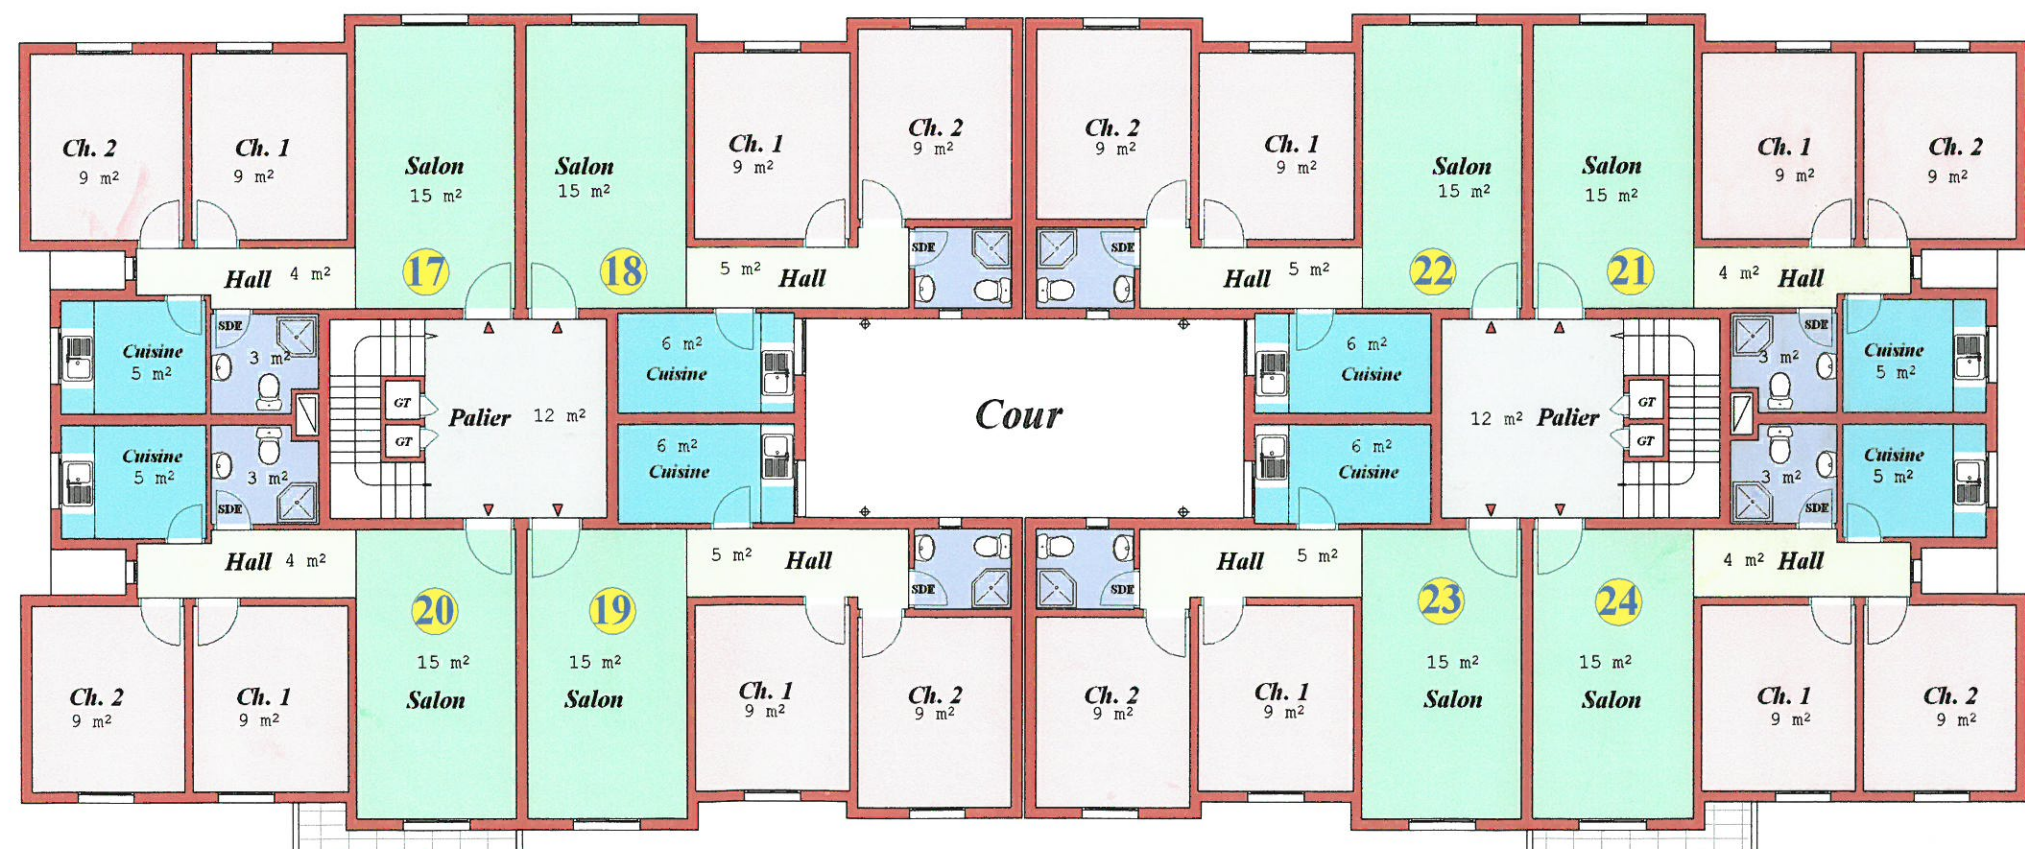 Ch. 2
9 m²
Ch. 1
9 m²
Salon
15 m²
17
Hall 4 m²
Salon
15 m²
18
Ch. 1
9 m²
Ch. 2
9 m²
5 m² Hall
SDE
Ch. 2
9 m²
Ch. 1
9 m²
SDE
Hall 5 m²
Salon
15 m²
22
Salon
15 m²
21
Ch. 1
9 m²
Ch. 2
9 m²
4 m² Hall
Cuisine
5 m²
SDE
3 m²
GT
GT
Palier 12 m²
6 m²
Cuisine
6 m²
Cuisine
Cour
6 m²
Cuisine
6 m²
Cuisine
12 m² Palier
GT
GT
SDE
3 m²
Cuisine
5 m²
Cuisine
5 m²
3 m²
SDE
3 m²
SDE
Cuisine
5 m²
Hall 4 m²
20
15 m²
Salon
Ch. 2
9 m²
Ch. 1
9 m²
19
15 m²
Salon
5 m² Hall
SDE
Ch. 1
9 m²
Ch. 2
9 m²
SDE
Hall 5 m²
Ch. 2
9 m²
Ch. 1
9 m²
23
15 m²
Salon
24
15 m²
Salon
4 m² Hall
Ch. 1
9 m²
Ch. 2
9 m²